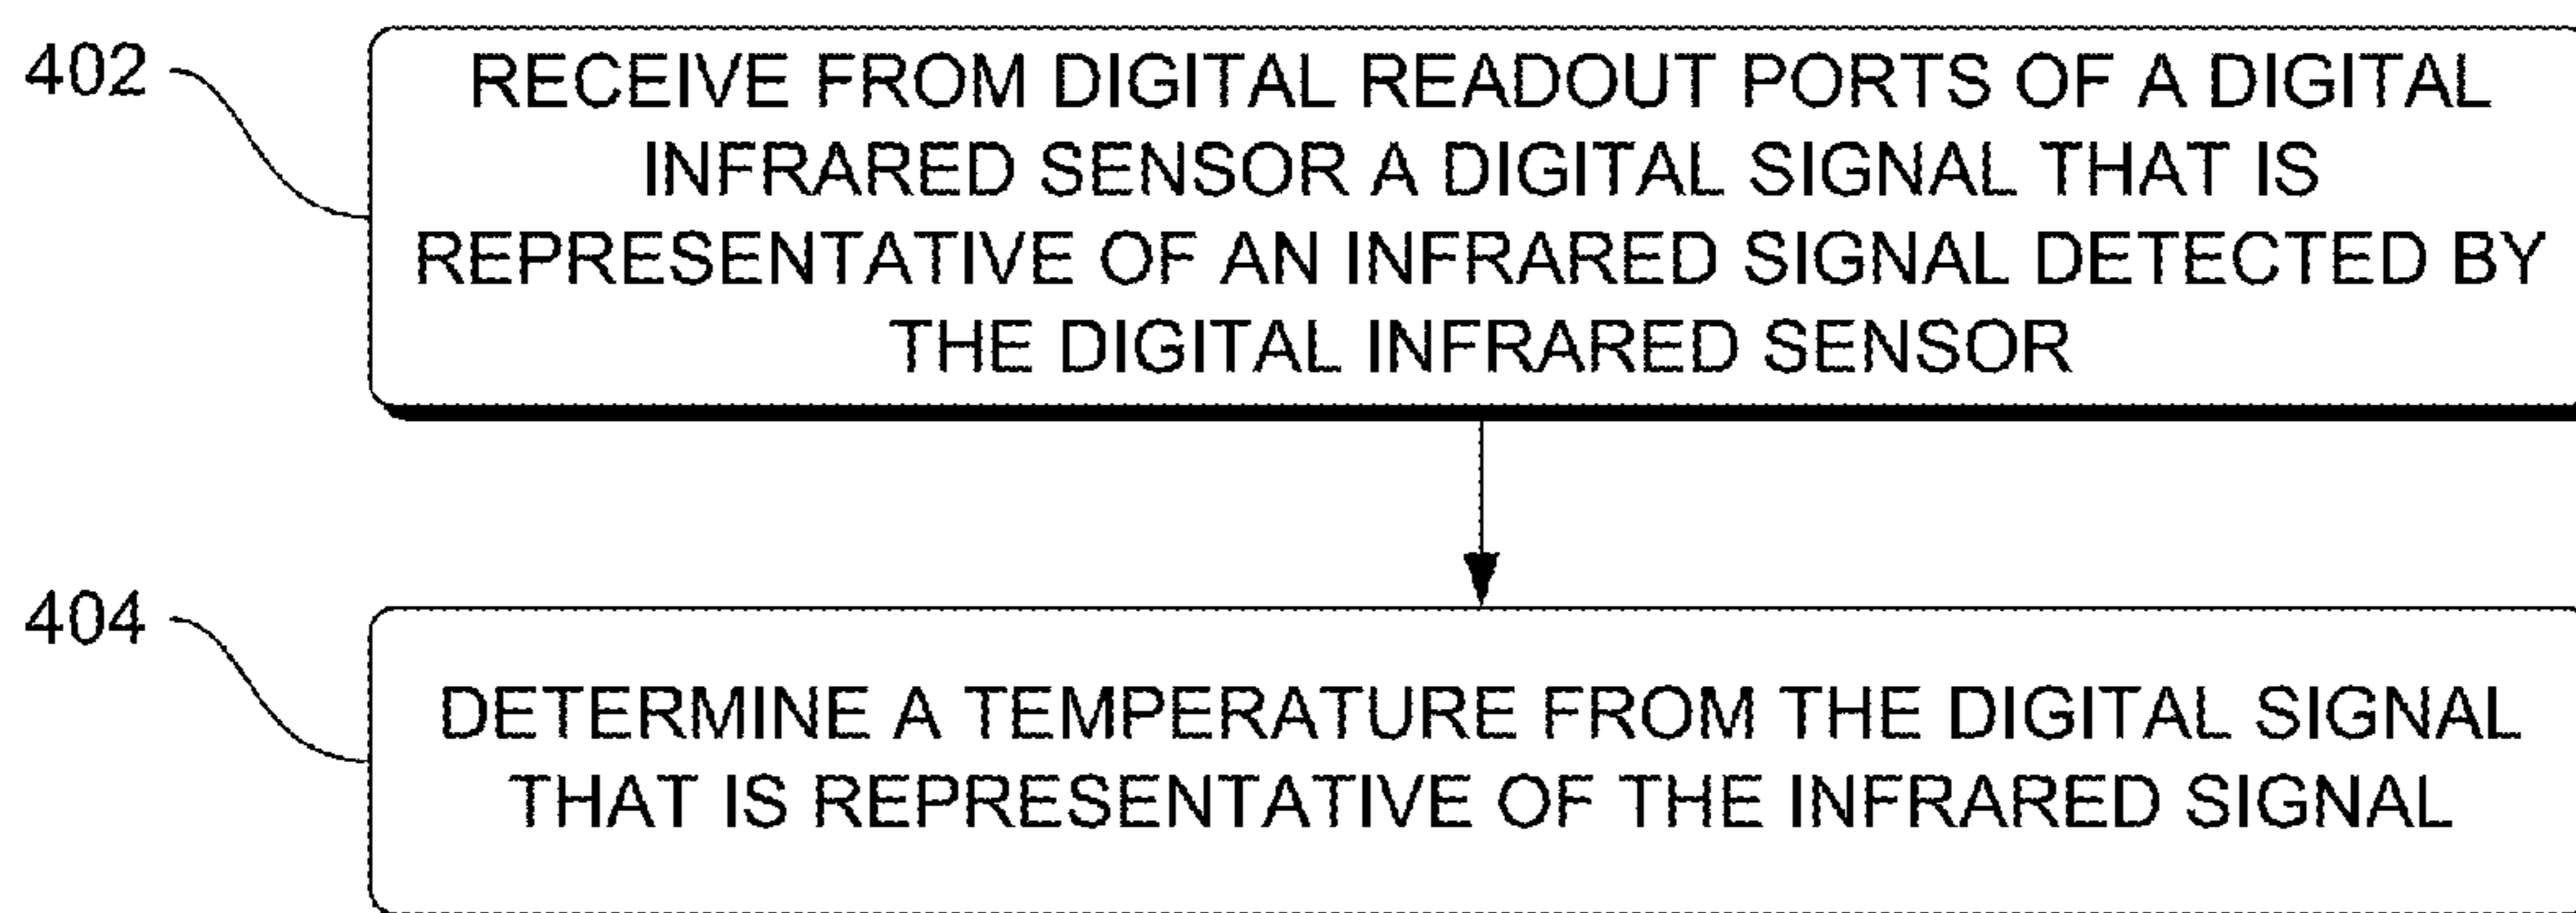 402
RECEIVE FROM DIGITAL READOUT PORTS OF A DIGITAL
INFRARED SENSOR A DIGITAL SIGNAL THAT IS
REPRESENTATIVE OF AN INFRARED SIGNAL DETECTED BY
THE DIGITAL INFRARED SENSOR
404
DETERMINE A TEMPERATURE FROM THE DIGITAL SIGNAL
THAT IS REPRESENTATIVE OF THE INFRARED SIGNAL